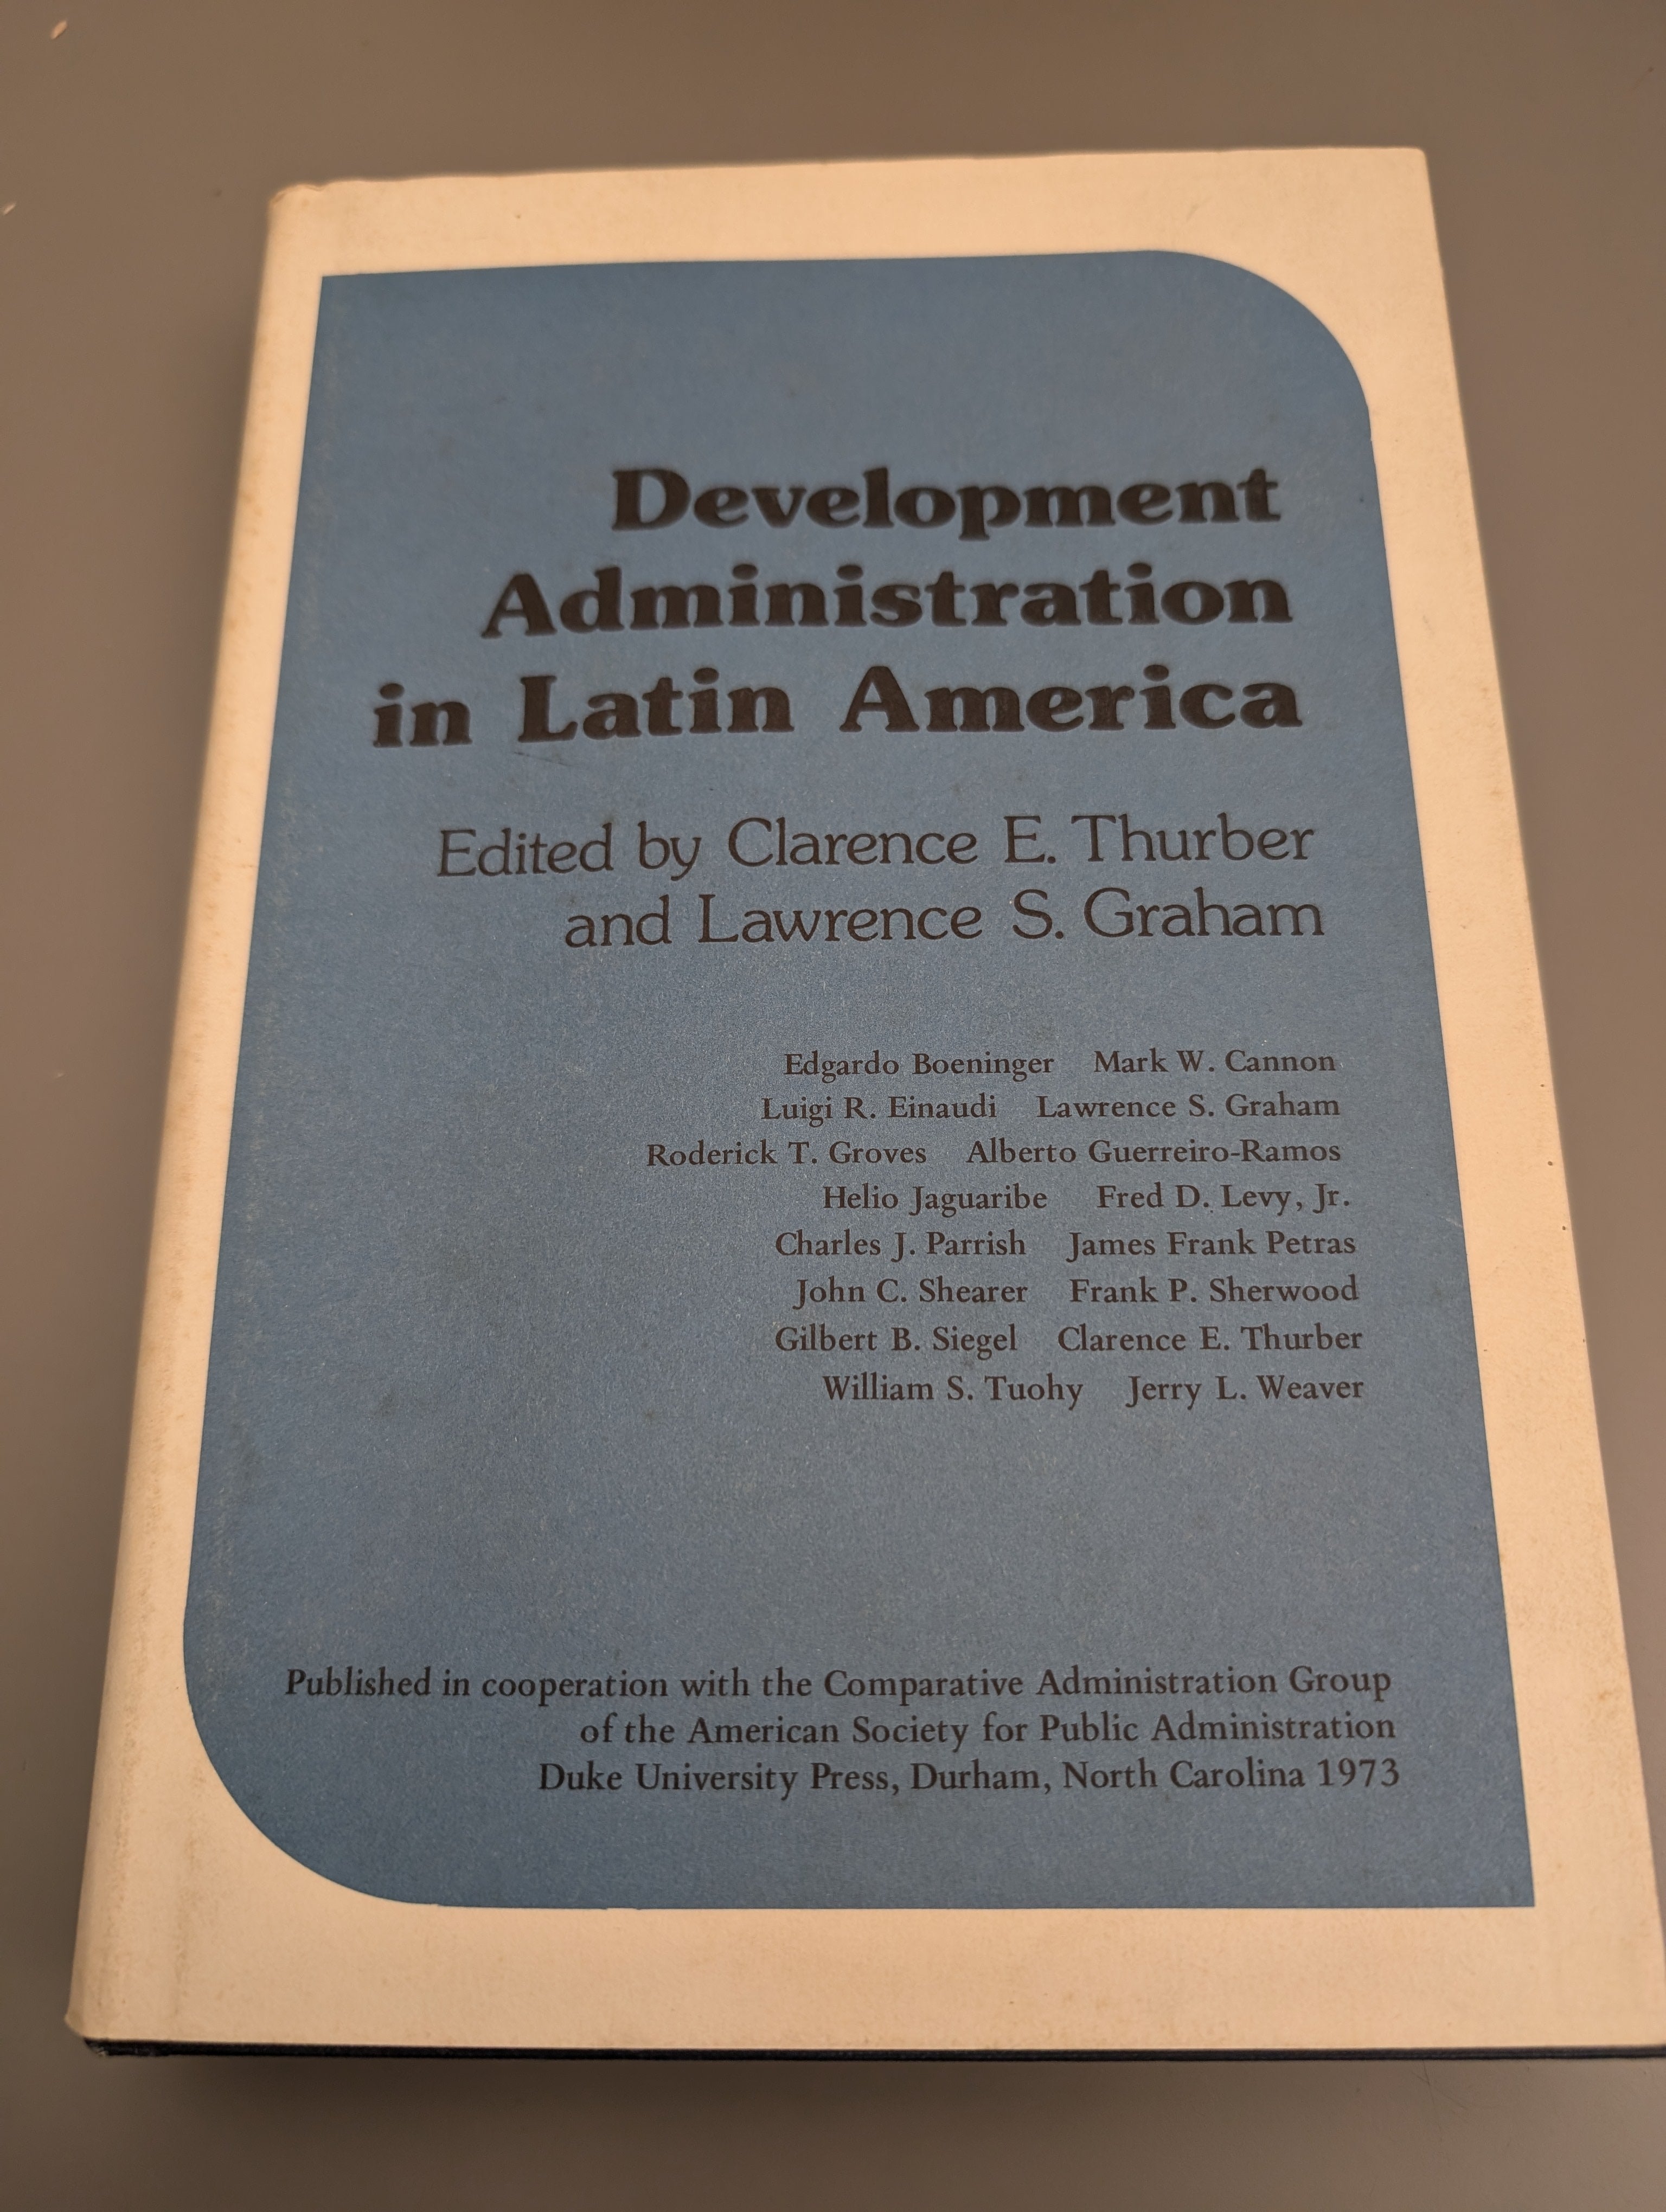 Development
Administration
in Latin America
Edited by Clarence E. Thurber
and Lawrence S. Graham
Edgardo Boeninger Mark W. Cannon
Luigi R. Einaudi Lawrence S. Graham
Roderick T. Groves Alberto Guerreiro-Ramos
Helio Jaguaribe Fred D. Levy, Jr.
Charles J. Parrish James Frank Petras
John C. Shearer Frank P. Sherwood
Gilbert B. Siegel Clarence E. Thurber
William S. Tuohy Jerry L. Weaver
Published in cooperation with the Comparative Administration Group
of the American Society for Public Administration
Duke University Press, Durham, North Carolina 1973